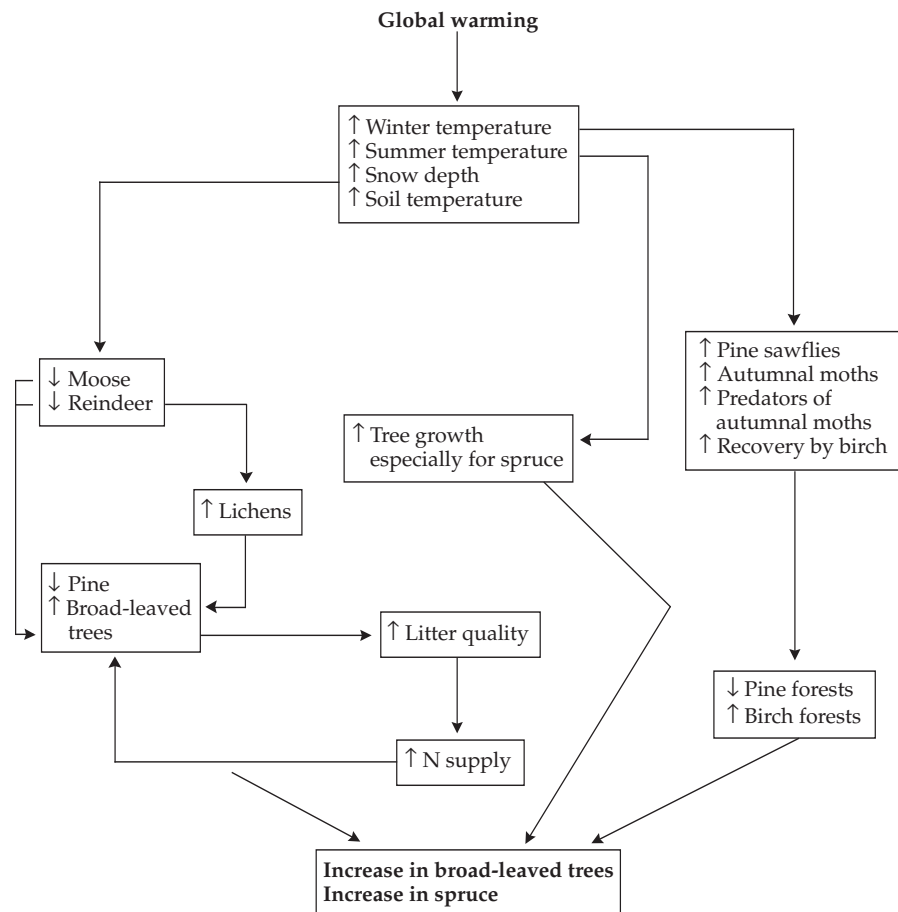 Global warming
↑ Winter temperature
↑ Summer temperature
↑ Snow depth
↑ Soil temperature
↓ Moose
↓ Reindeer
↑ Pine sawflies
↑ Autumnal moths
↑ Predators of
autumnal moths
↑ Recovery by birch
↑ Tree growth
especially for spruce
↑ Lichens
↓ Pine
↑ Broad-leaved
trees
↑ Litter quality
↓ Pine forests
↑ Birch forests
↑ N supply
Increase in broad-leaved trees
Increase in spruce